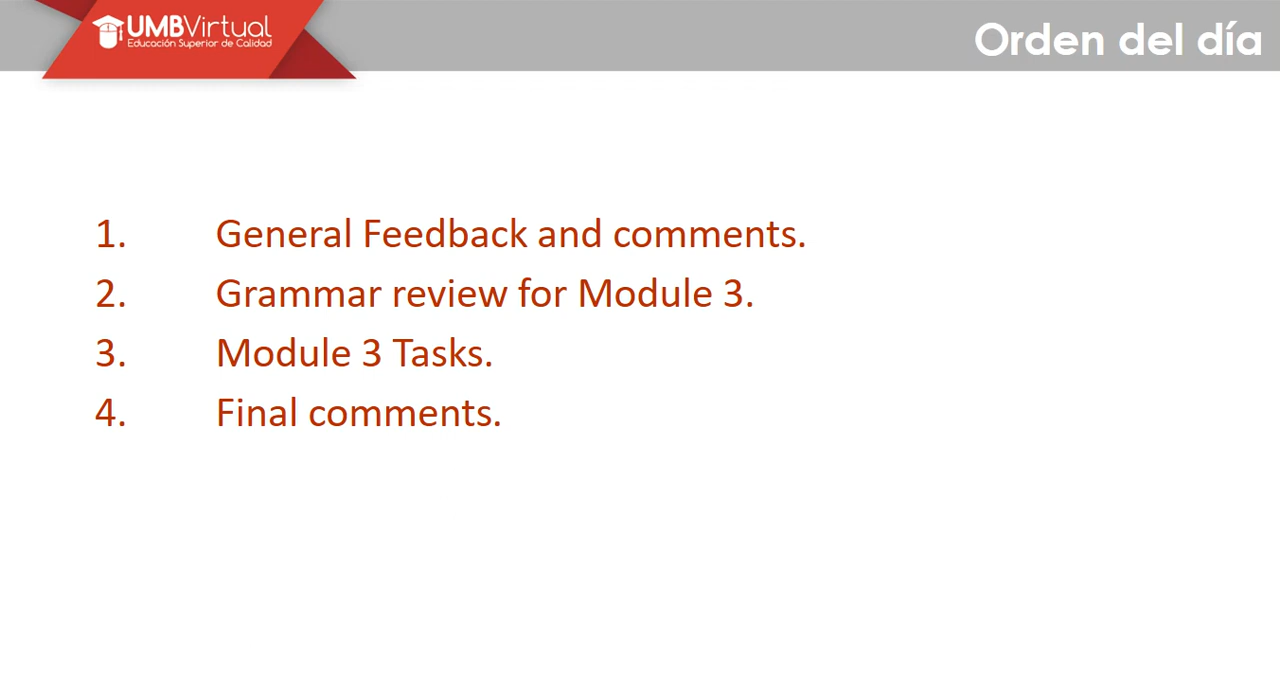 UMBVirtual
Educación Superior de Calidad
Orden del día
1. General Feedback and comments.
2. Grammar review for Module 3.
3. Module 3 Tasks.
4. Final comments.